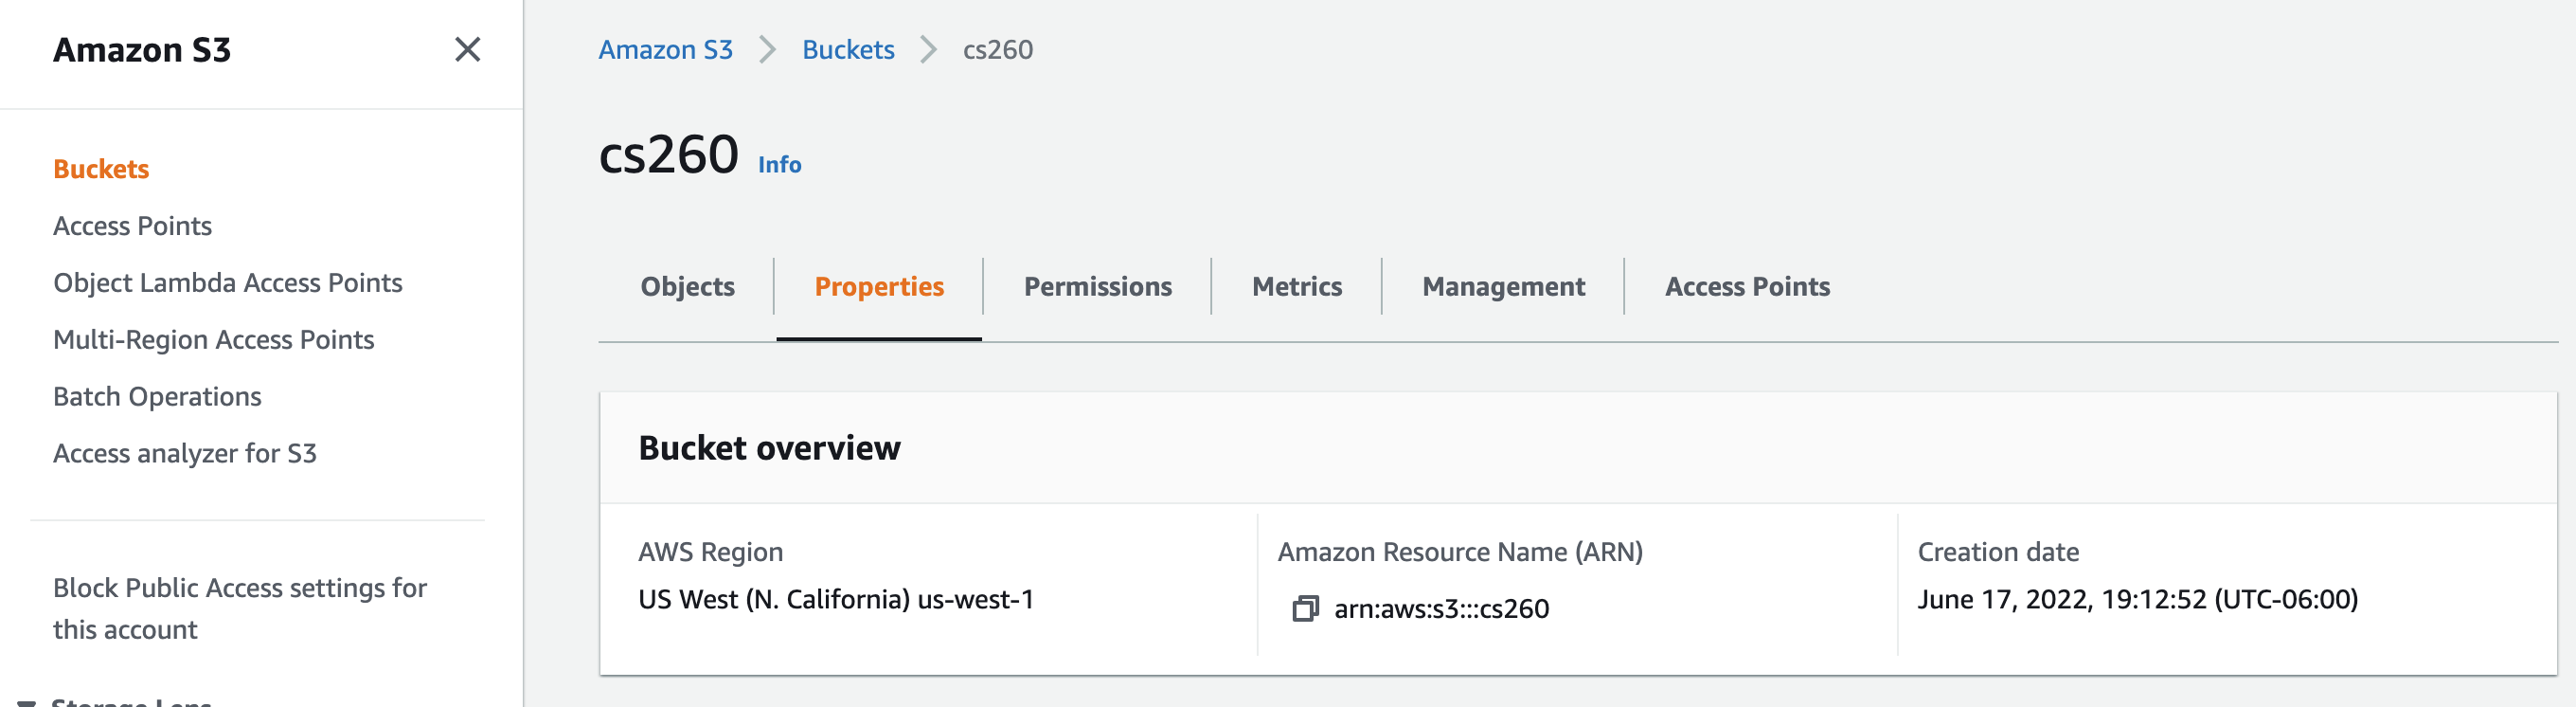 Amazon S3
Buckets
Access Points
Object Lambda Access Points
Multi-Region Access Points
Batch Operations
Access analyzer for S3
Block Public Access settings for
this account
Storage Lens
Amazon S3 > Buckets > cs260
cs260 Info
Objects
Properties
Permissions
Metrics
Management
Access Points
Bucket overview
AWS Region
US West (N. California) us-west-1
Amazon Resource Name (ARN)
arn:aws:s3:::cs260
Creation date
June 17, 2022, 19:12:52 (UTC-06:00)